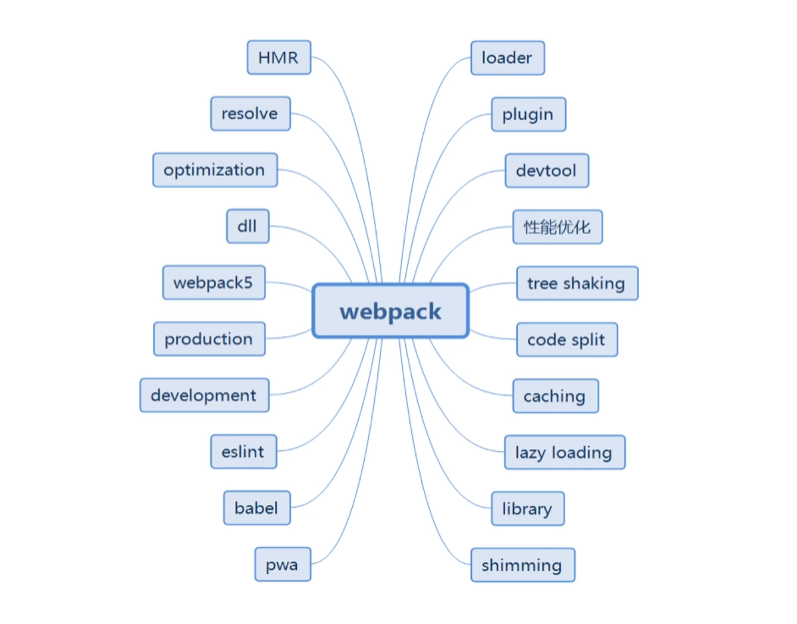 HMR
resolve
optimization
dll
webpack5
production
development
eslint
babel
pwa
webpack
loader
plugin
devtool
性能优化
tree shaking
code split
caching
lazy loading
library
shimming